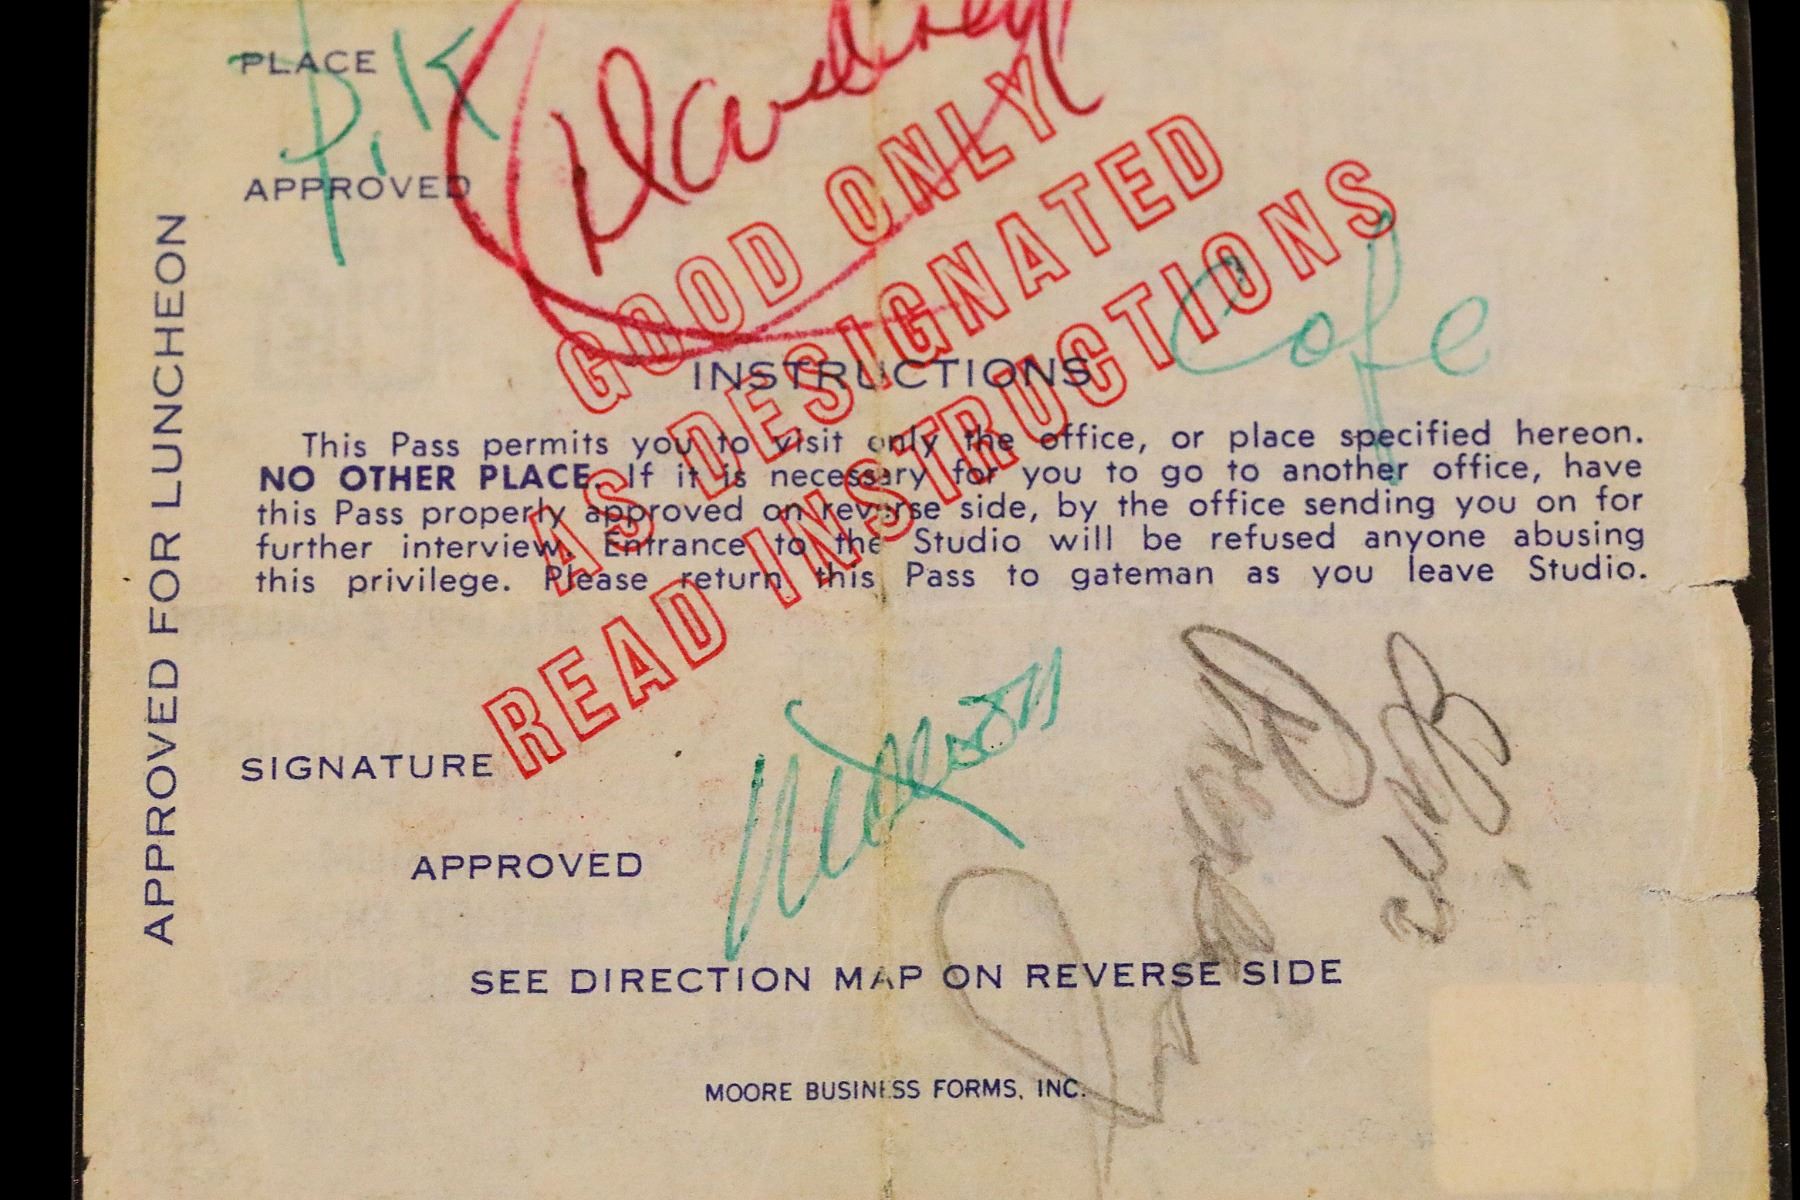 PLACE
P.K
APPROVED
APPROVED FOR LUNCHEON
GOOD ONLY
AS DESIGNATED
READ INSTRUCTIONS
Cafe
INSTRUCTIONS
This Pass permits you to visit only the office, or place specified hereon.
NO OTHER PLACE. If it is necessary for you to go to another office, have
this Pass properly approved on reverse side, by the office sending you on for
further interview. Entrance to the Studio will be refused anyone abusing
this privilege. Please return this Pass to gateman as you leave Studio.
SIGNATURE
APPROVED
SEE DIRECTION MAP ON REVERSE SIDE
MOORE BUSINESS FORMS, INC.